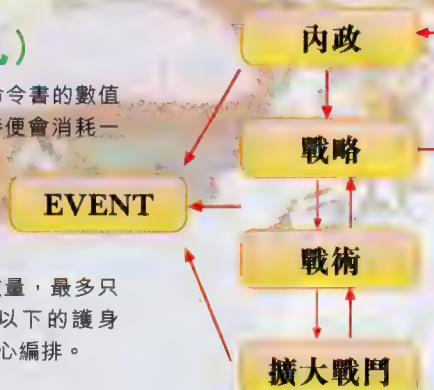 )
內政
令書的數值
便會消耗一
戰略
EVENT
戰術
量，最多只
以下的護身
心編排。
擴大戰鬥